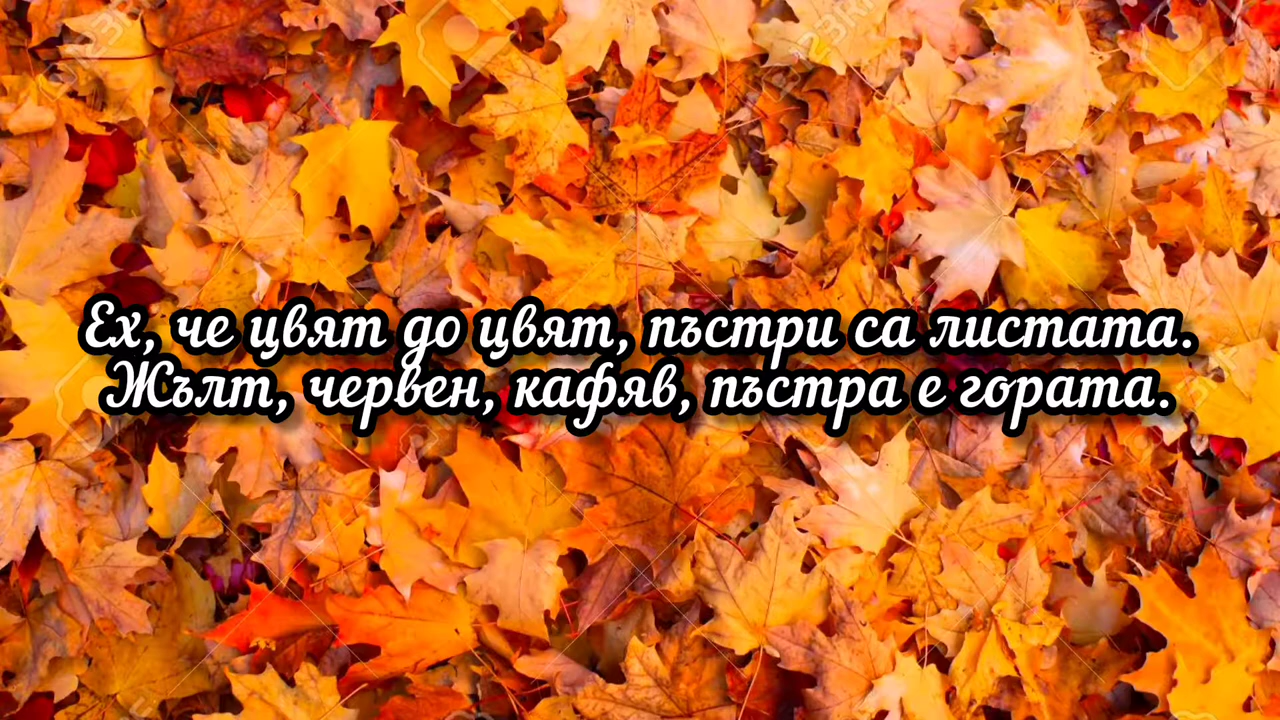 Ех, че цвят до цвят, пъстри са листата.
Жълт, червен, кафяв, пъстра е гората.